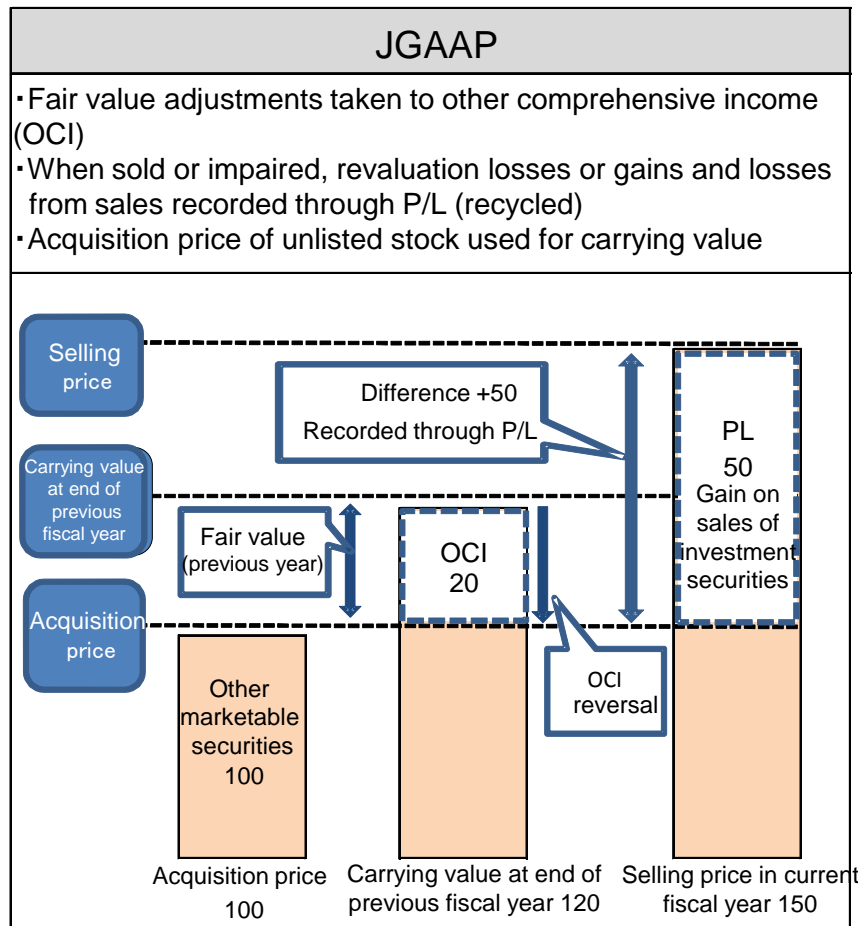 JGAAP
・Fair value adjustments taken to other comprehensive income
(OCI)
・When sold or impaired, revaluation losses or gains and losses
from sales recorded through P/L (recycled)
・Acquisition price of unlisted stock used for carrying value
Selling
price
Difference +50
Recorded through P/L
PL
50
Gain on
sales of
investment
securities
Carrying value
at end of
previous
fiscal year
Fair value
(previous year)
OCI
20
Acquisition
price
OCI
reversal
Other
marketable
securities
100
Acquisition price
100
Carrying value at end of
previous fiscal year 120
Selling price in current
fiscal year 150